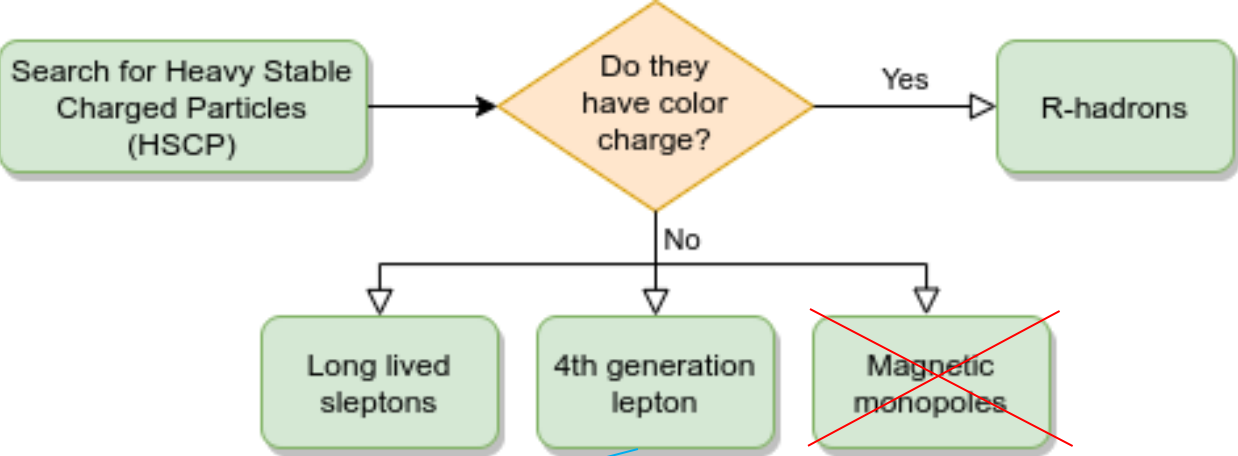 Search for Heavy Stable
Charged Particles
(HSCP)
Do they
have color
charge?
Yes
R-hadrons
No
Long lived
sleptons
4th generation
lepton
Magnetic
monopoles